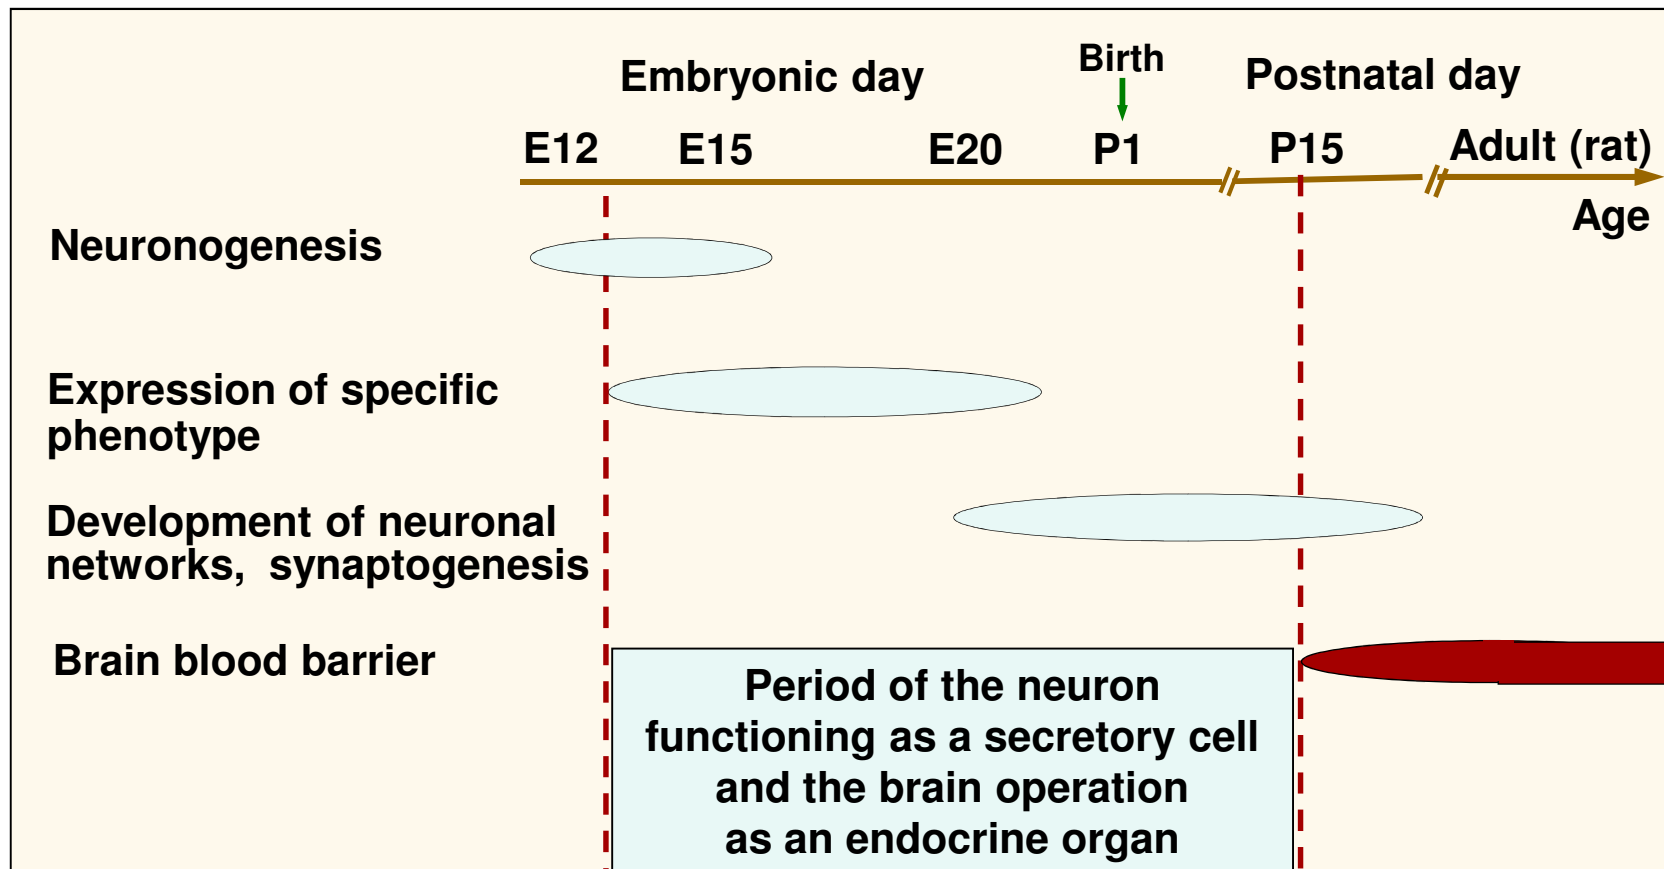 Embryonic day
Birth
Postnatal day
E12 E15 E20 P1 P15 Adult (rat)
Age
Neuronogenesis
Expression of specific
phenotype
Development of neuronal
networks, synaptogenesis
Brain blood barrier
Period of the neuron
functioning as a secretory cell
and the brain operation
as an endocrine organ